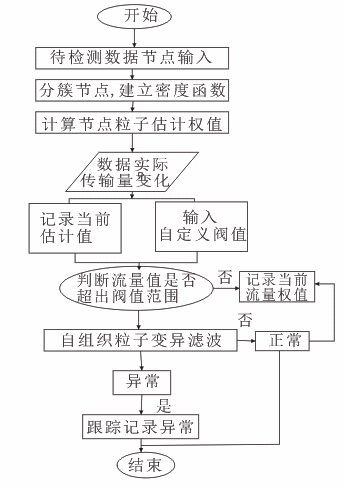 开始
待检测数据节点输入
分簇节点,建立密度函数
计算节点粒子估计权值
数据实际
传输量变化
记录当前
估计值
输入
自定义阀值
判断流量值是否
超出阀值范围
否
记录当前
流量权值
自组织粒子变异滤波
否
正常
异常
是
跟踪记录异常
结束